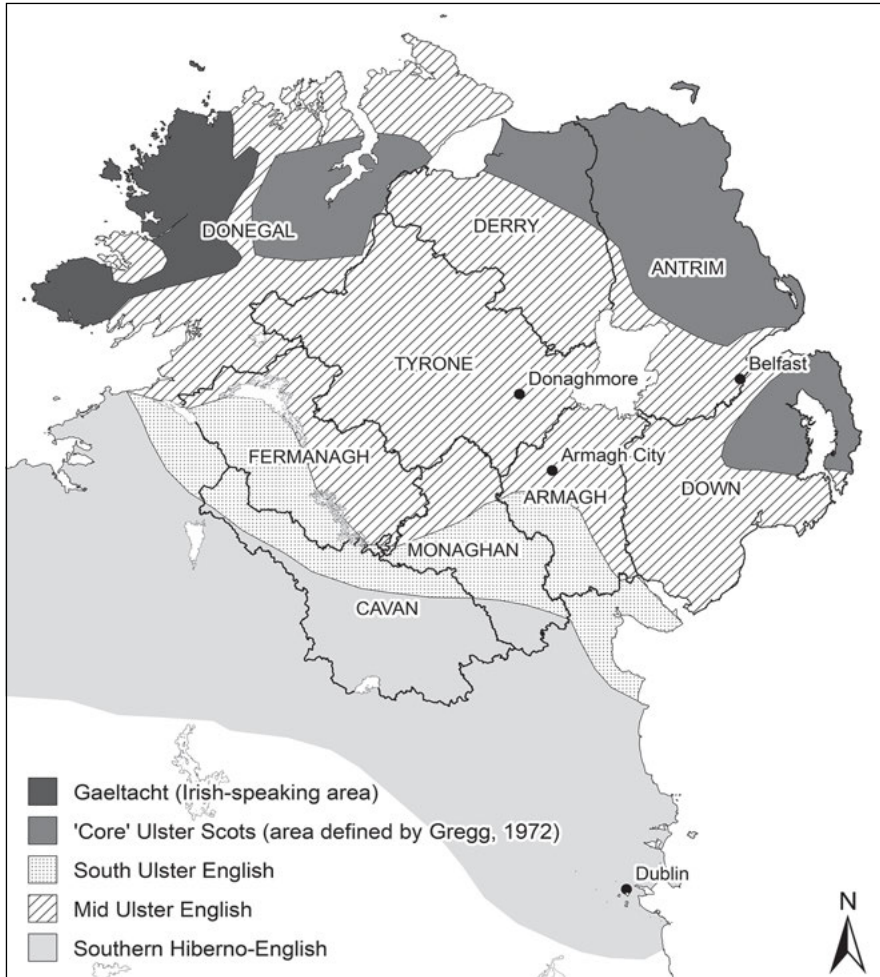 DONEGAL
DERRY
ANTRIM
TYRONE
Belfast
Donaghmore
FERMANAGH
Armagh City
ARMAGH
DOWN
MONAGHAN
CAVAN
Gaeltacht (Irish-speaking area)
'Core' Ulster Scots (area defined by Gregg, 1972)
South Ulster English
Mid Ulster English
Southern Hiberno-English
Dublin
N